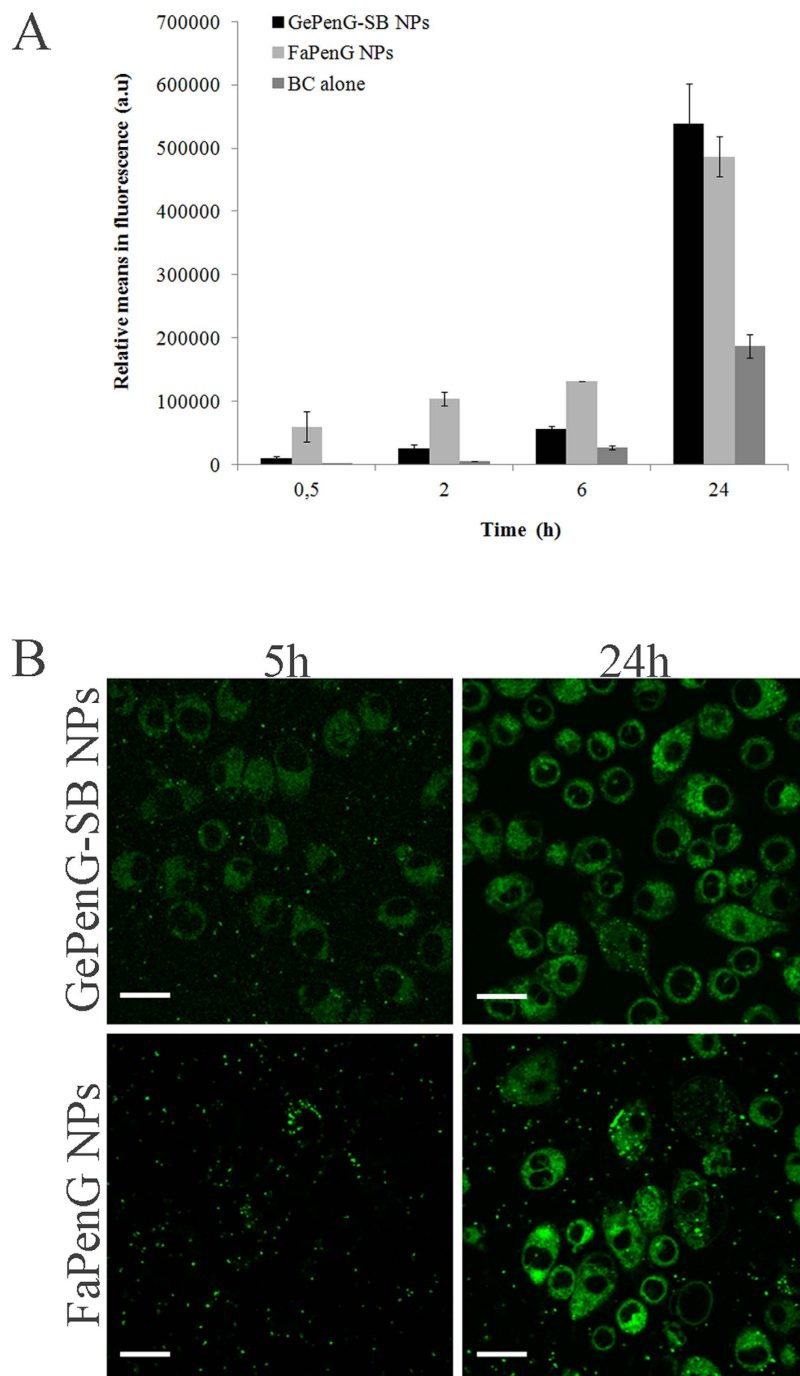 A
GePenG-SB NPs
FaPenG NPs
BC alone
Relative means in fluorescence (a.u)
700000
600000
500000
400000
300000
200000
100000
0
0,5 2 6 24
Time (h)
B
5h 24h
GePenG-SB NPs
FaPenG NPs